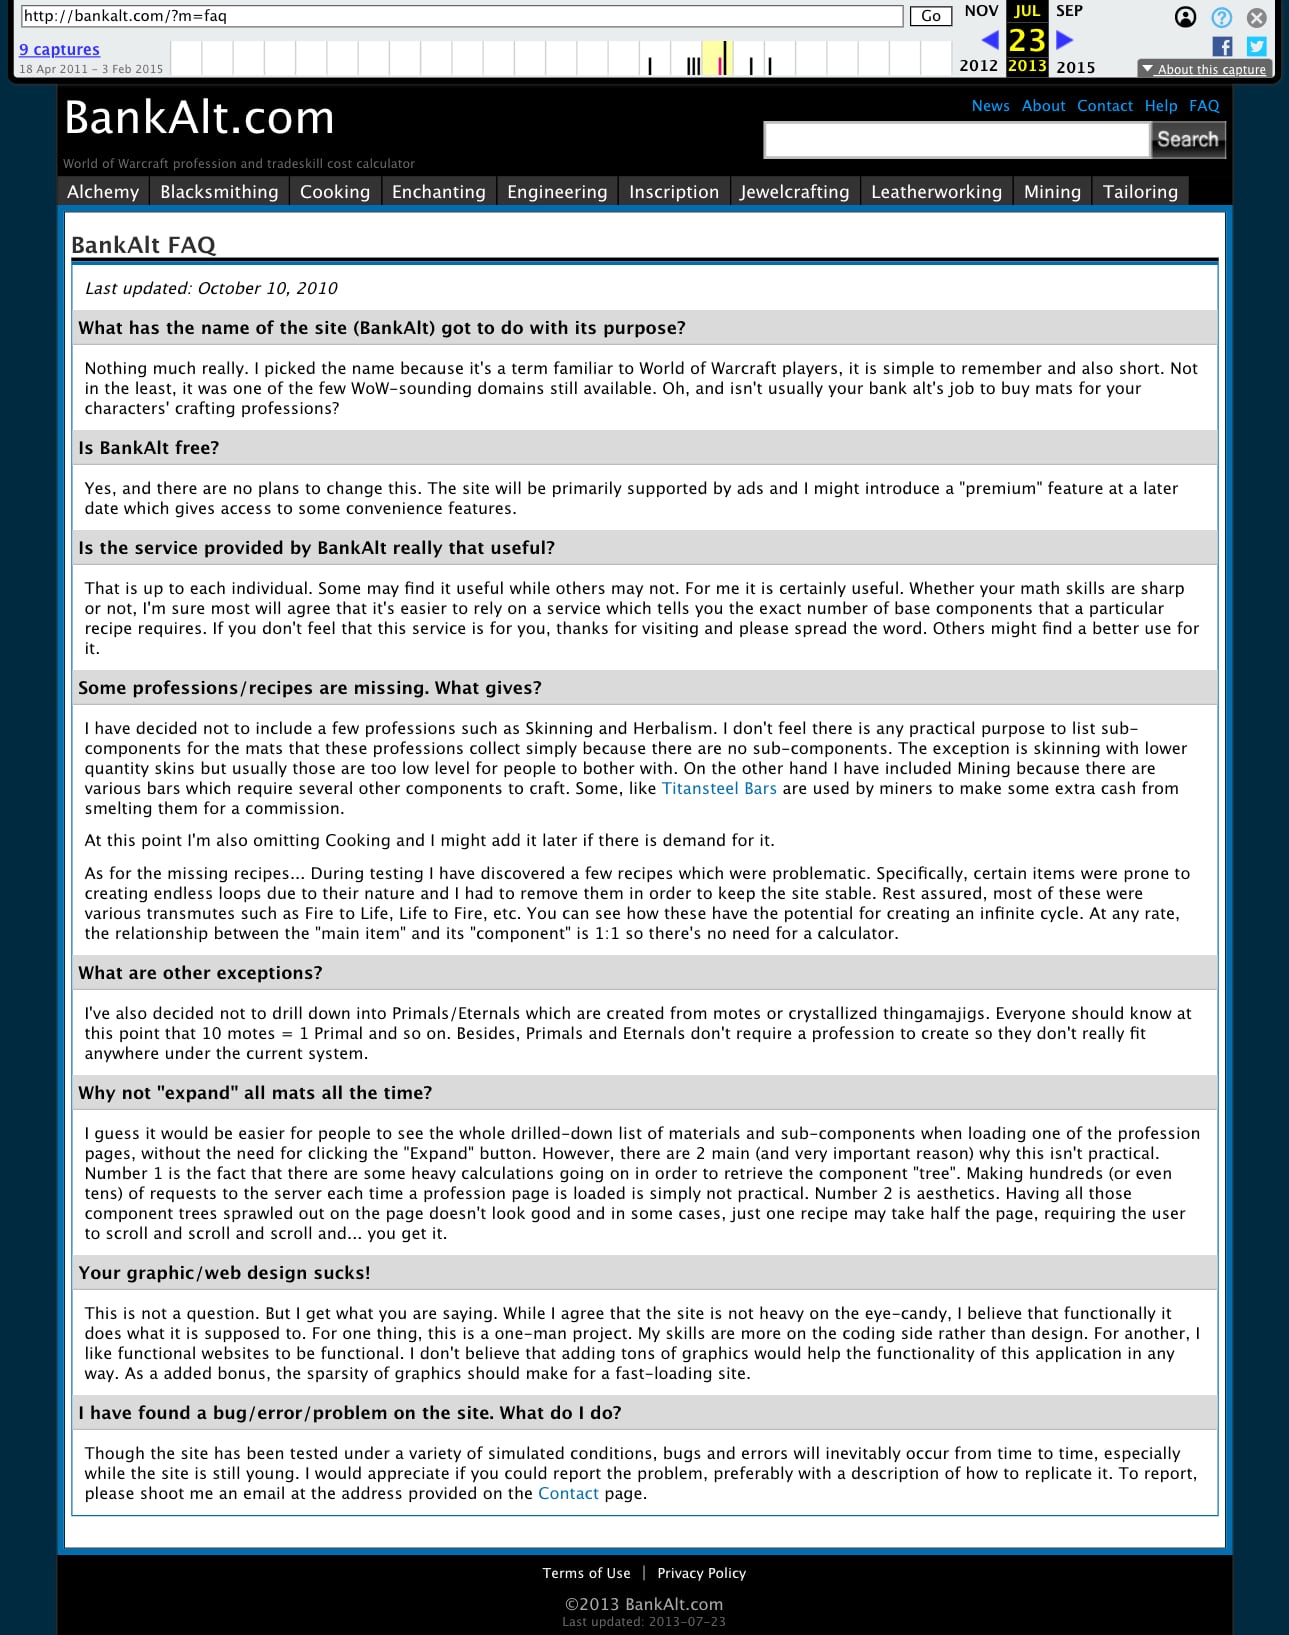 http://bankalt.com/?m=faq
Go
NOV JUL SEP
9 captures
23
18 Apr 2011 – 3 Feb 2015
2012 2013 2015
About this capture
BankAlt.com
News About Contact Help FAQ
Search
World of Warcraft profession and tradeskill cost calculator
Alchemy Blacksmithing Cooking Enchanting Engineering Inscription Jewelcrafting Leatherworking Mining Tailoring
BankAlt FAQ
Last updated: October 10, 2010
What has the name of the site (BankAlt) got to do with its purpose?
Nothing much really. I picked the name because it's a term familiar to World of Warcraft players, it is simple to remember and also short. Not
in the least, it was one of the few WoW-sounding domains still available. Oh, and isn't usually your bank alt's job to buy mats for your
characters' crafting professions?
Is BankAlt free?
Yes, and there are no plans to change this. The site will be primarily supported by ads and I might introduce a "premium" feature at a later
date which gives access to some convenience features.
Is the service provided by BankAlt really that useful?
That is up to each individual. Some may find it useful while others may not. For me it is certainly useful. Whether your math skills are sharp
or not, I'm sure most will agree that it's easier to rely on a service which tells you the exact number of base components that a particular
recipe requires. If you don't feel that this service is for you, thanks for visiting and please spread the word. Others might find a better use for
it.
Some professions/recipes are missing. What gives?
I have decided not to include a few professions such as Skinning and Herbalism. I don't feel there is any practical purpose to list sub-
components for the mats that these professions collect simply because there are no sub-components. The exception is skinning with lower
quantity skins but usually those are too low level for people to bother with. On the other hand I have included Mining because there are
various bars which require several other components to craft. Some, like Titansteel Bars are used by miners to make some extra cash from
smelting them for a commission.
At this point I'm also omitting Cooking and I might add it later if there is demand for it.
As for the missing recipes... During testing I have discovered a few recipes which were problematic. Specifically, certain items were prone to
creating endless loops due to their nature and I had to remove them in order to keep the site stable. Rest assured, most of these were
various transmutes such as Fire to Life, Life to Fire, etc. You can see how these have the potential for creating an infinite cycle. At any rate,
the relationship between the "main item" and its "component" is 1:1 so there's no need for a calculator.
What are other exceptions?
I've also decided not to drill down into Primals/Eternals which are created from motes or crystallized thingamajigs. Everyone should know at
this point that 10 motes = 1 Primal and so on. Besides, Primals and Eternals don't require a profession to create so they don't really fit
anywhere under the current system.
Why not "expand" all mats all the time?
I guess it would be easier for people to see the whole drilled-down list of materials and sub-components when loading one of the profession
pages, without the need for clicking the "Expand" button. However, there are 2 main (and very important reason) why this isn't practical.
Number 1 is the fact that there are some heavy calculations going on in order to retrieve the component "tree". Making hundreds (or even
tens) of requests to the server each time a profession page is loaded is simply not practical. Number 2 is aesthetics. Having all those
component trees sprawled out on the page doesn't look good and in some cases, just one recipe may take half the page, requiring the user
to scroll and scroll and scroll and... you get it.
Your graphic/web design sucks!
This is not a question. But I get what you are saying. While I agree that the site is not heavy on the eye-candy, I believe that functionally it
does what it is supposed to. For one thing, this is a one-man project. My skills are more on the coding side rather than design. For another, I
like functional websites to be functional. I don't believe that adding tons of graphics would help the functionality of this application in any
way. As a added bonus, the sparsity of graphics should make for a fast-loading site.
I have found a bug/error/problem on the site. What do I do?
Though the site has been tested under a variety of simulated conditions, bugs and errors will inevitably occur from time to time, especially
while the site is still young. I would appreciate if you could report the problem, preferably with a description of how to replicate it. To report,
please shoot me an email at the address provided on the Contact page.
Terms of Use | Privacy Policy
©2013 BankAlt.com
Last updated: 2013-07-23